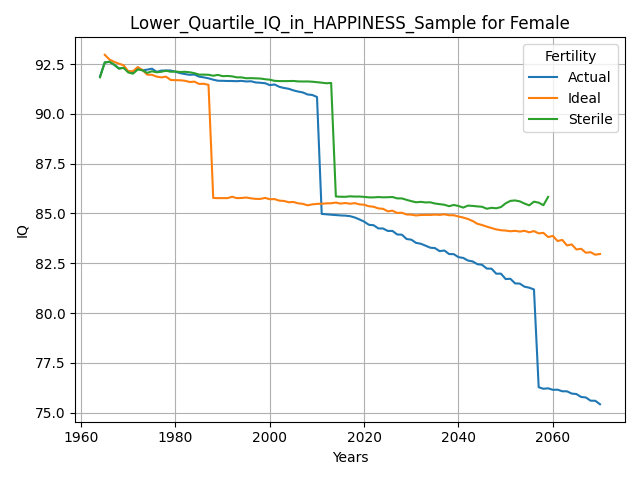 Lower_Quartile_IQ_in_HAPPINESS_Sample for Female
Fertility
Actual
Ideal
Sterile
92.5
90.0
87.5
85.0
82.5
80.0
77.5
75.0
IQ
1960
1980
2000
2020
2040
2060
Years